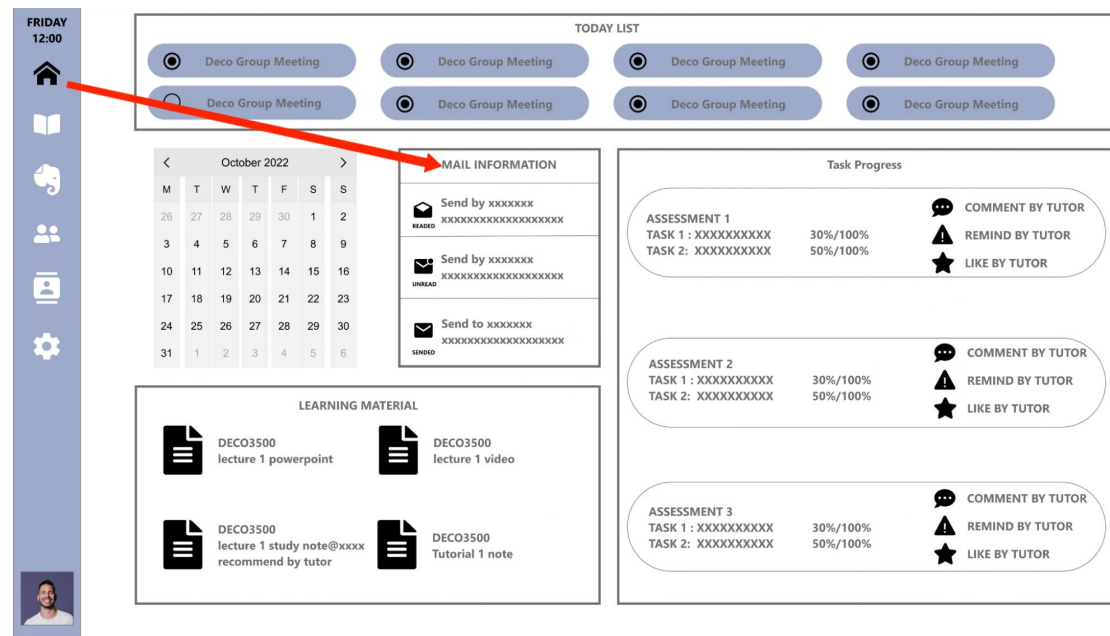 FRIDAY
12:00
TODAY LIST
Deco Group Meeting
Deco Group Meeting
Deco Group Meeting
Deco Group Meeting
Deco Group Meeting
Deco Group Meeting
Deco Group Meeting
Deco Group Meeting
< October 2022 >
M T W T F S S
26 27 28 29 30 1 2
3 4 5 6 7 8 9
10 11 12 13 14 15 16
17 18 19 20 21 22 23
24 25 26 27 28 29 30
31 1 2 3 4 5 6
MAIL INFORMATION
Send by xxxxxxx
xxxxxxxxxxxxxxxxxxx
READED
Send by xxxxxxx
xxxxxxxxxxxxxxxxxxx
UNREAD
Send to xxxxxxx
xxxxxxxxxxxxxxxxxxx
SENDED
LEARNING MATERIAL
DECO3500
lecture 1 powerpoint
DECO3500
lecture 1 video
DECO3500
lecture 1 study note@xxxx
recommend by tutor
DECO3500
Tutorial 1 note
Task Progress
ASSESSMENT 1
TASK 1 : XXXXXXXXXX 30%/100%
TASK 2: XXXXXXXXXX 50%/100%
COMMENT BY TUTOR
REMIND BY TUTOR
LIKE BY TUTOR
ASSESSMENT 2
TASK 1 : XXXXXXXXXX 30%/100%
TASK 2: XXXXXXXXXX 50%/100%
COMMENT BY TUTOR
REMIND BY TUTOR
LIKE BY TUTOR
ASSESSMENT 3
TASK 1 : XXXXXXXXXX 30%/100%
TASK 2: XXXXXXXXXX 50%/100%
COMMENT BY TUTOR
REMIND BY TUTOR
LIKE BY TUTOR